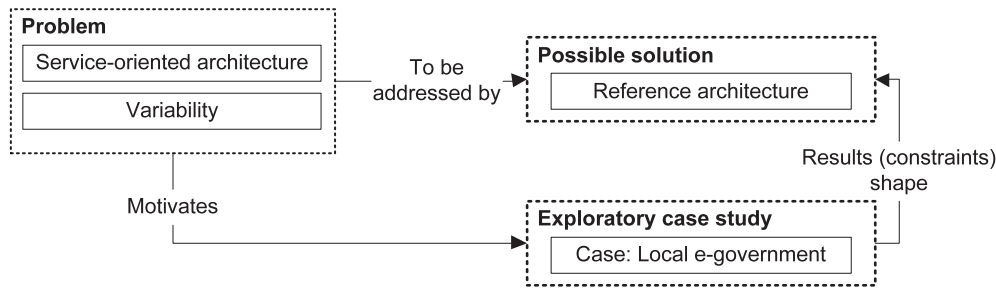 Problem
Service-oriented architecture
Variability
To be
addressed by
Possible solution
Reference architecture
Motivates
Results (constraints)
shape
Exploratory case study
Case: Local e-government